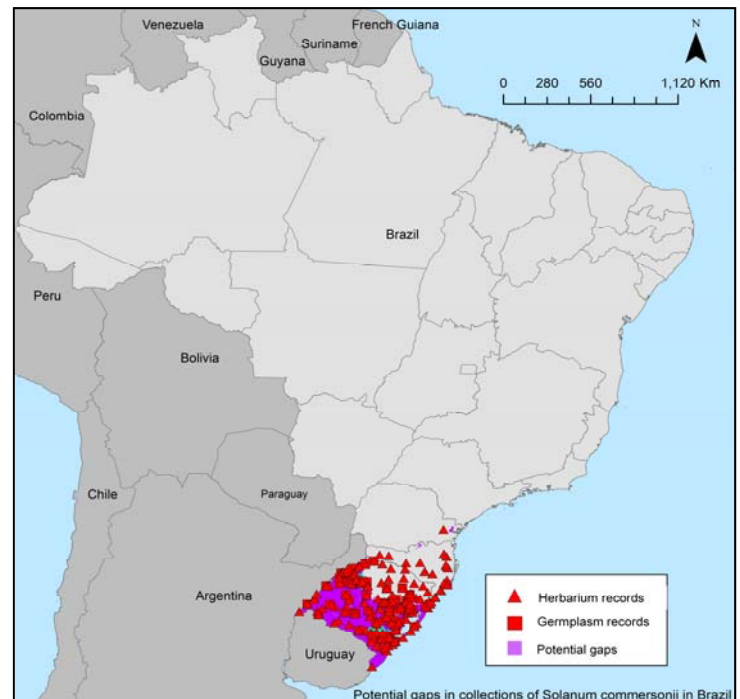 Venezuela
French Guiana
Suriname
Guyana
N
0 280 560 1,120 Km
Colombia
Brazil
Peru
Bolivia
Paraguay
Chile
Argentina
Uruguay
Herbarium records
Germplasm records
Potential gaps
Potential gaps in collections of Solanum commersonii in Brazil